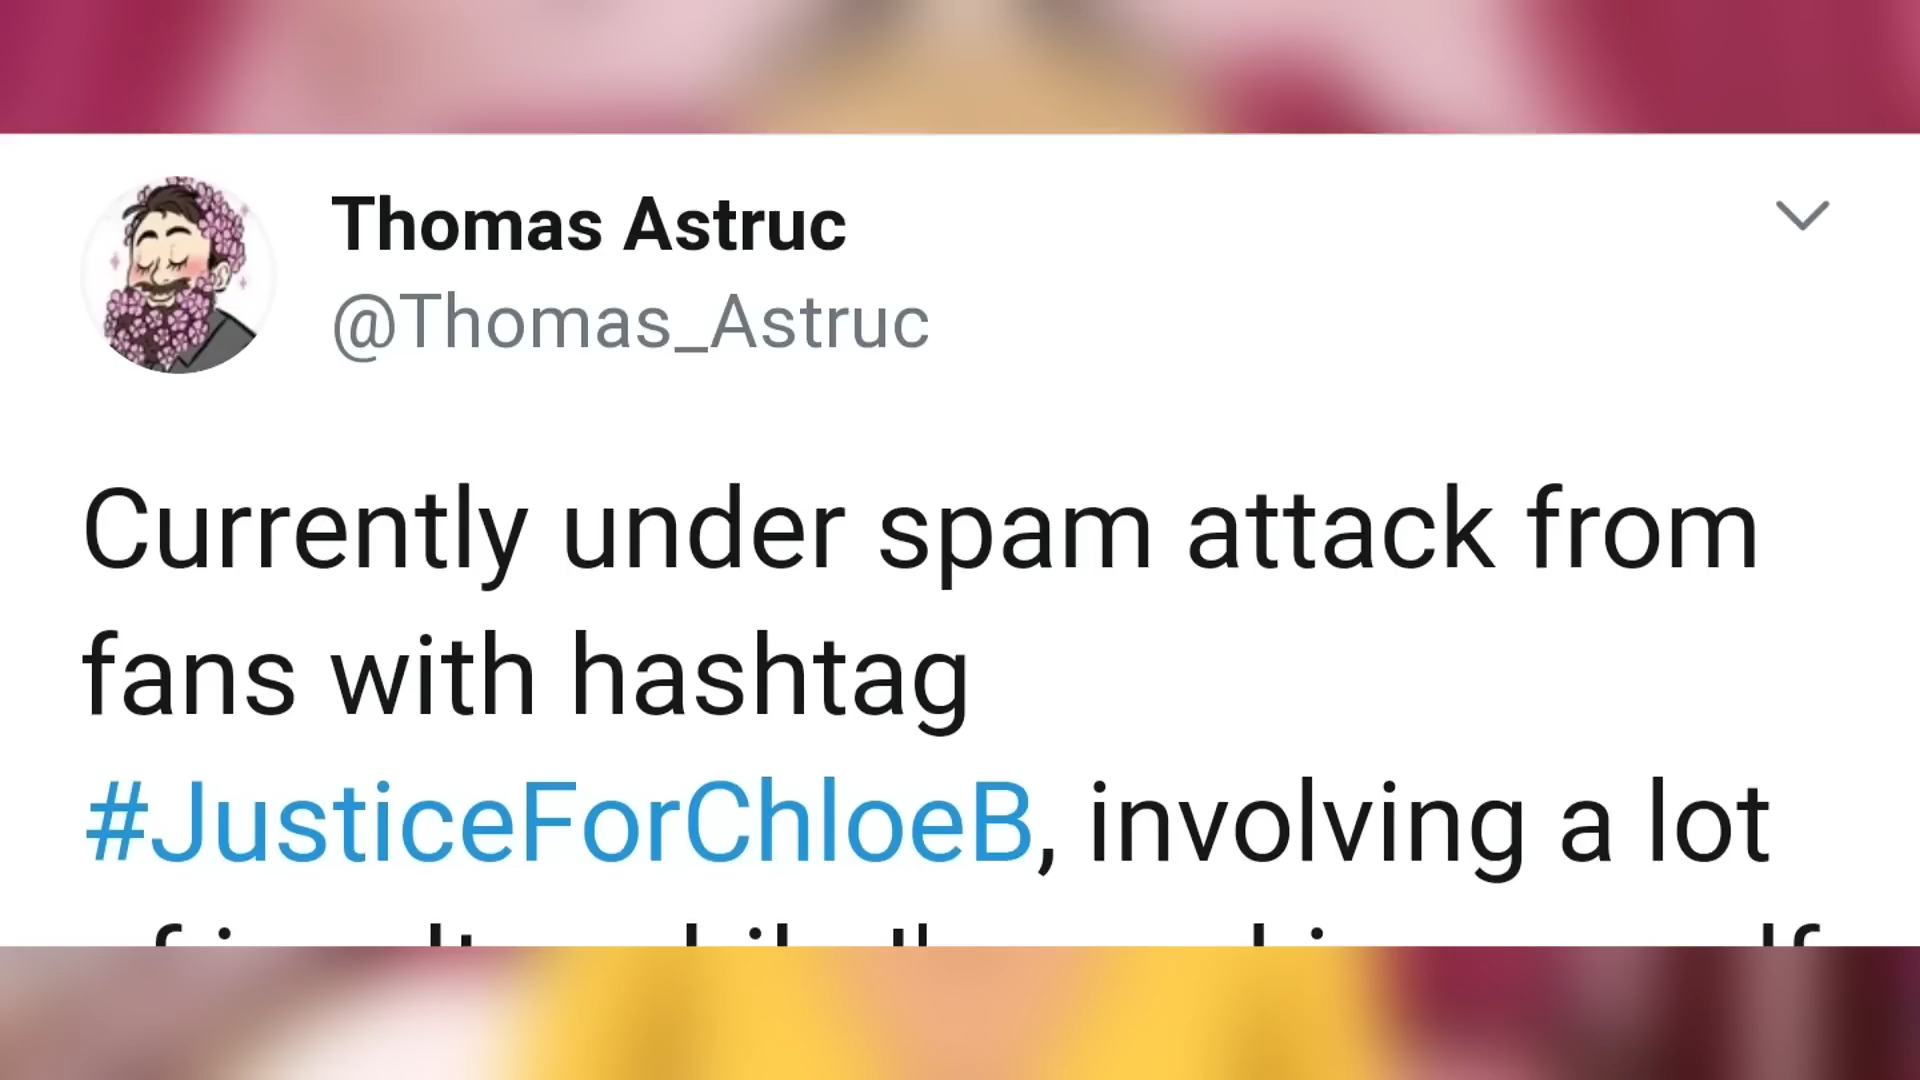 Thomas Astruc
@Thomas_Astruc
Currently under spam attack from
fans with hashtag
#JusticeForChloeB, involving a lot